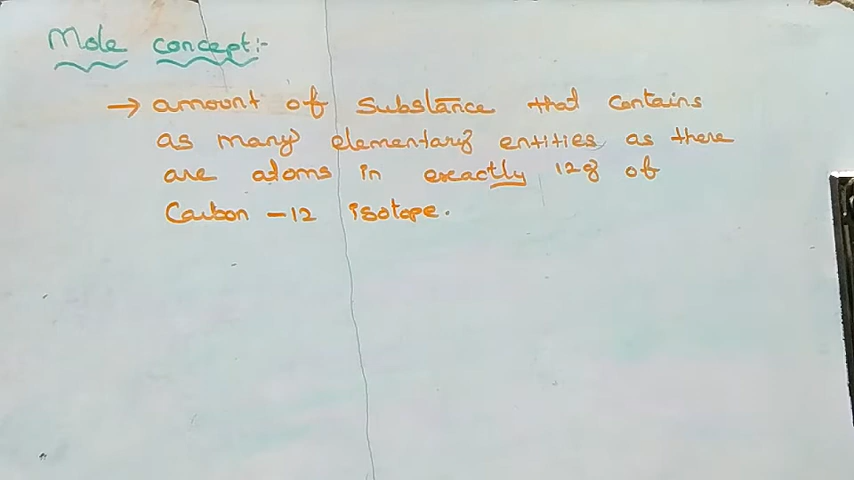 Mole concept:-
→ amount of substance that contains
as many elementary entities as there
are atoms in exactly 12g of
Carbon -12 isotope.